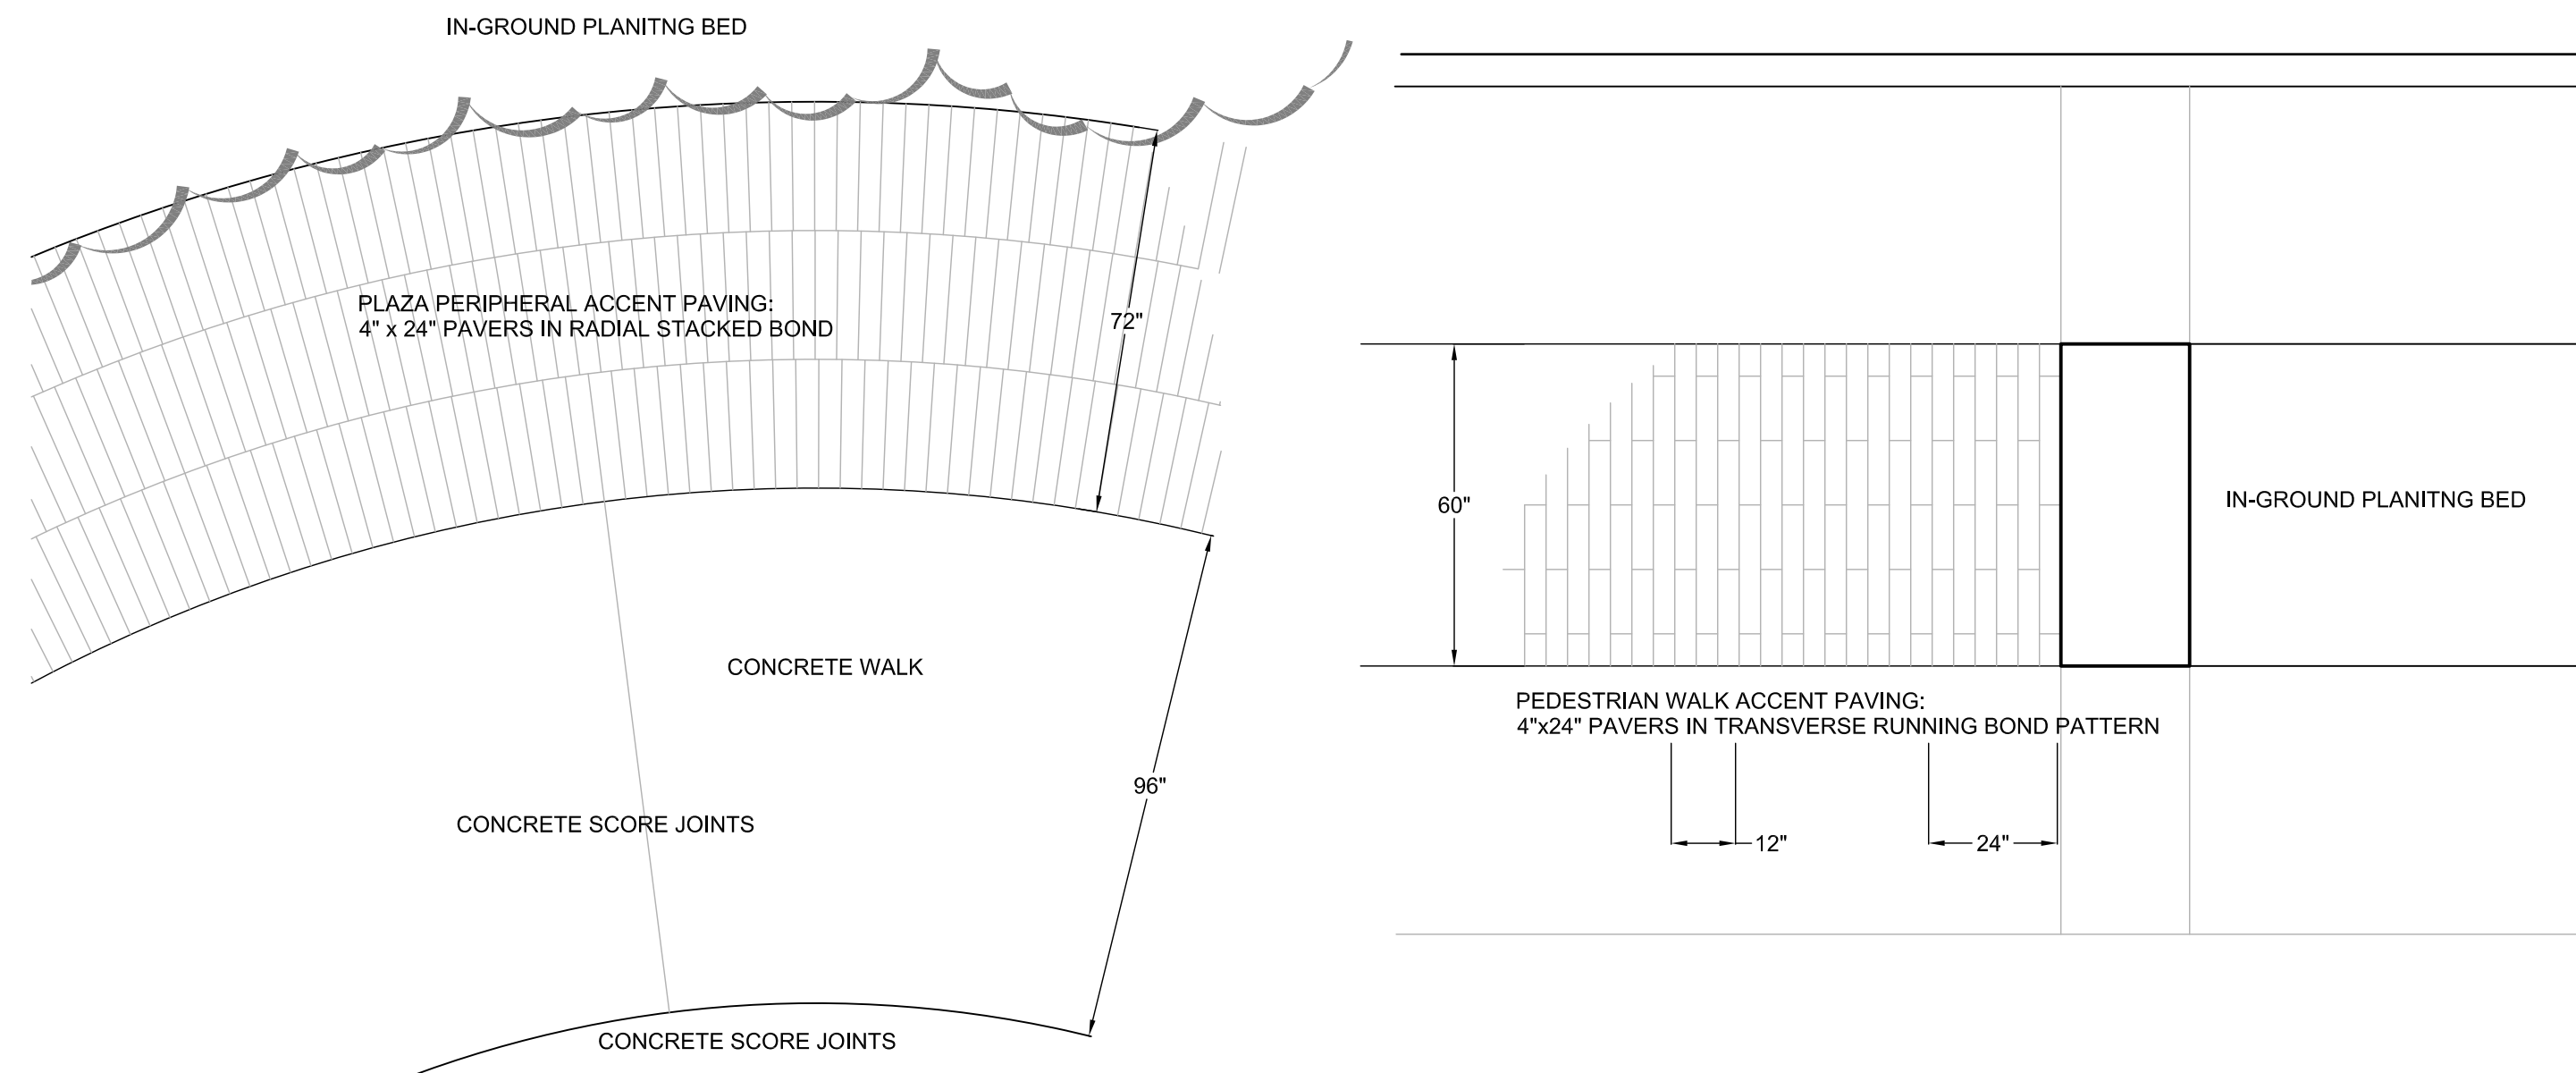 IN-GROUND PLANITNG BED
PLAZA PERIPHERAL ACCENT PAVING:
4" x 24" PAVERS IN RADIAL STACKED BOND
72"
CONCRETE WALK
96"
CONCRETE SCORE JOINTS
CONCRETE SCORE JOINTS
60"
IN-GROUND PLANITNG BED
PEDESTRIAN WALK ACCENT PAVING:
4"x24" PAVERS IN TRANSVERSE RUNNING BOND PATTERN
12"
24"